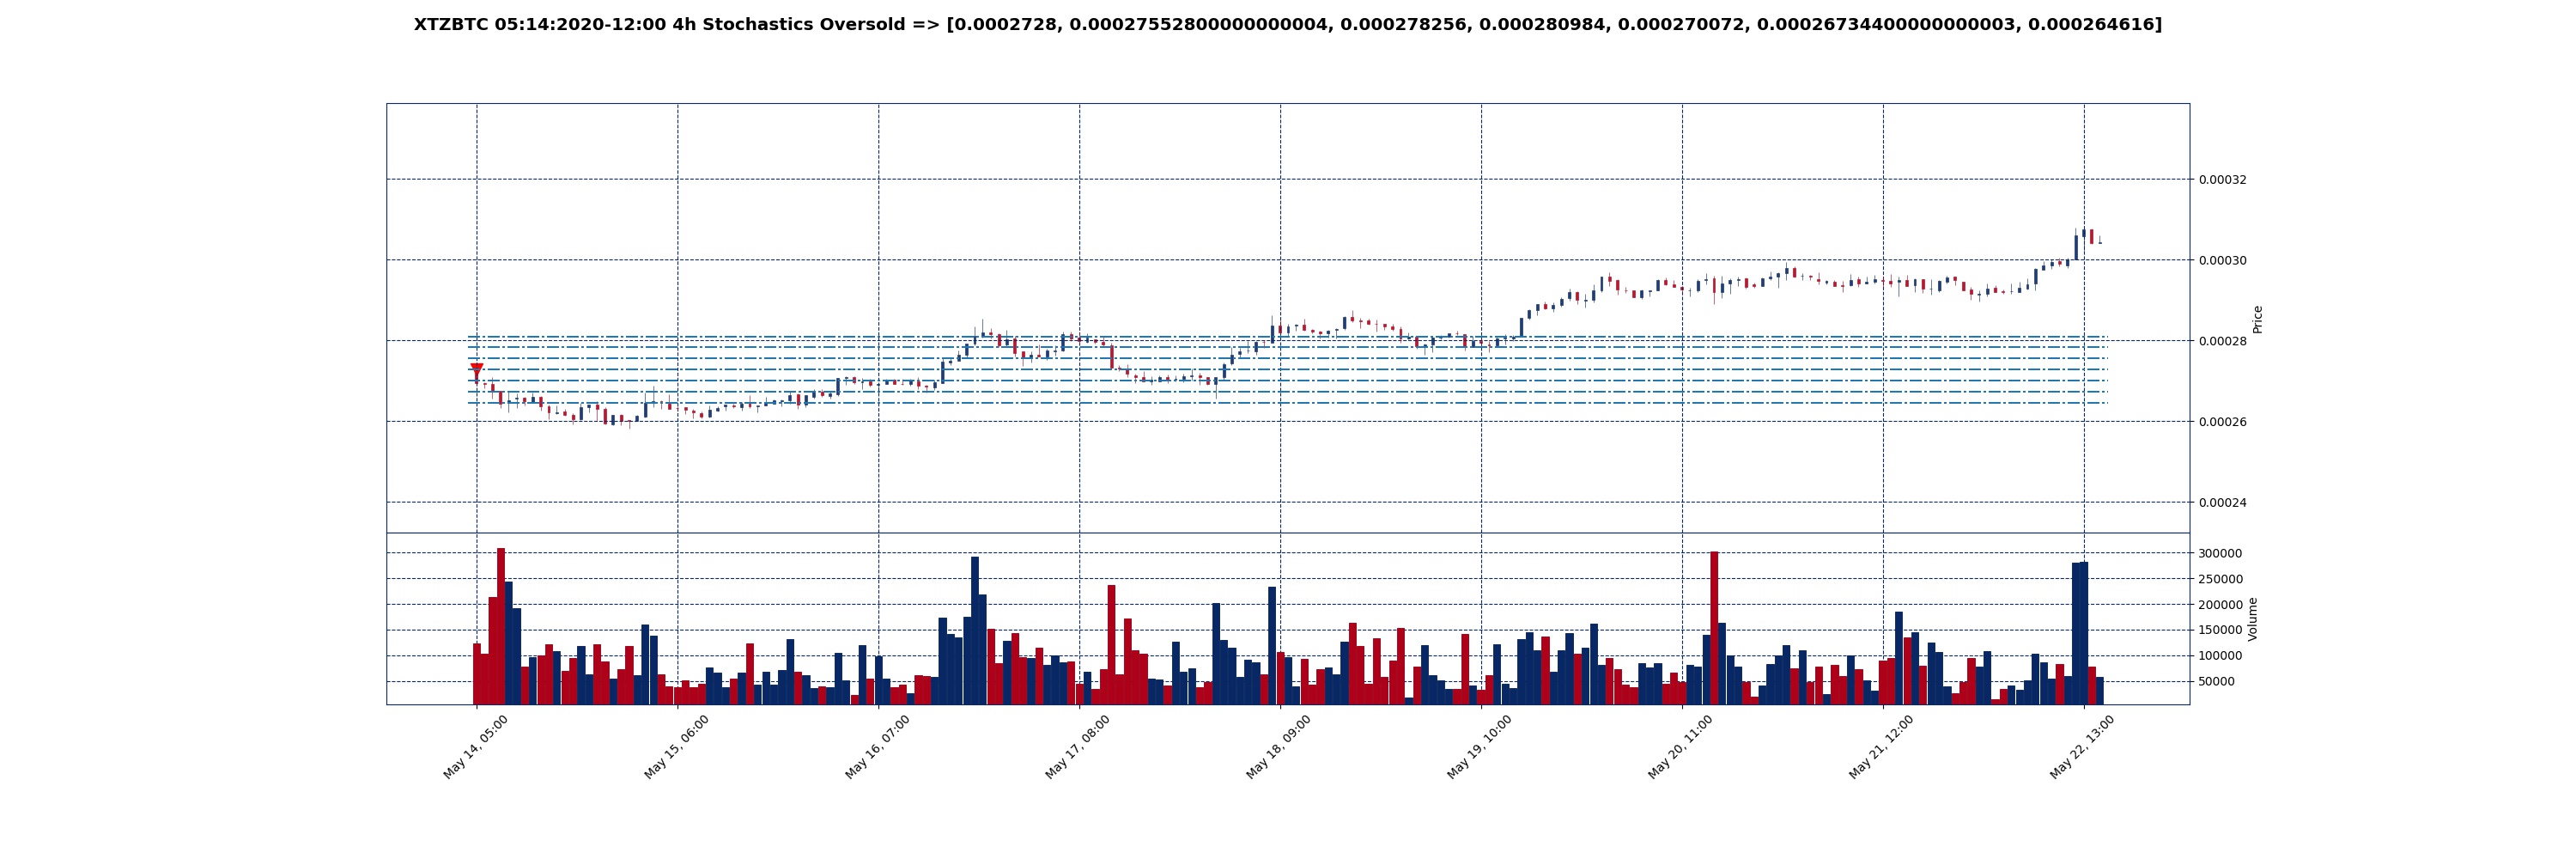 XTZBTC 05:14:2020-12:00 4h Stochastics Oversold => [0.0002728, 0.00027552800000000004, 0.000278256, 0.000280984, 0.000270072, 0.00026734400000000003, 0.000264616]
0.00032
0.00030
0.00028
0.00026
0.00024
Price
300000
250000
200000
150000
100000
50000
Volume
May 14, 05:00
May 15, 06:00
May 16, 07:00
May 17, 08:00
May 18, 09:00
May 19, 10:00
May 20, 11:00
May 21, 12:00
May 22, 13:00